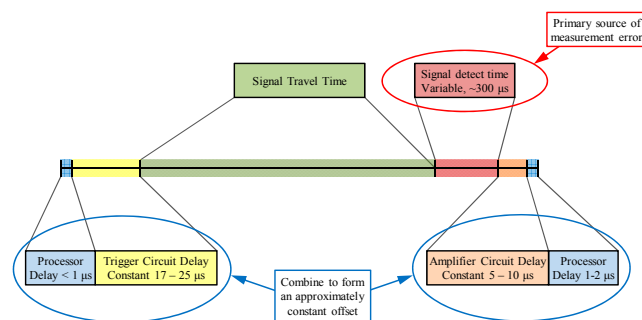 Primary source of
measurement error
Signal Travel Time
Signal detect time
Variable, ~300 μs
Processor
Delay < 1 μs
Trigger Circuit Delay
Constant 17 – 25 μs
Combine to form
an approximately
constant offset
Amplifier Circuit Delay
Constant 5 – 10 μs
Processor
Delay 1-2 μs